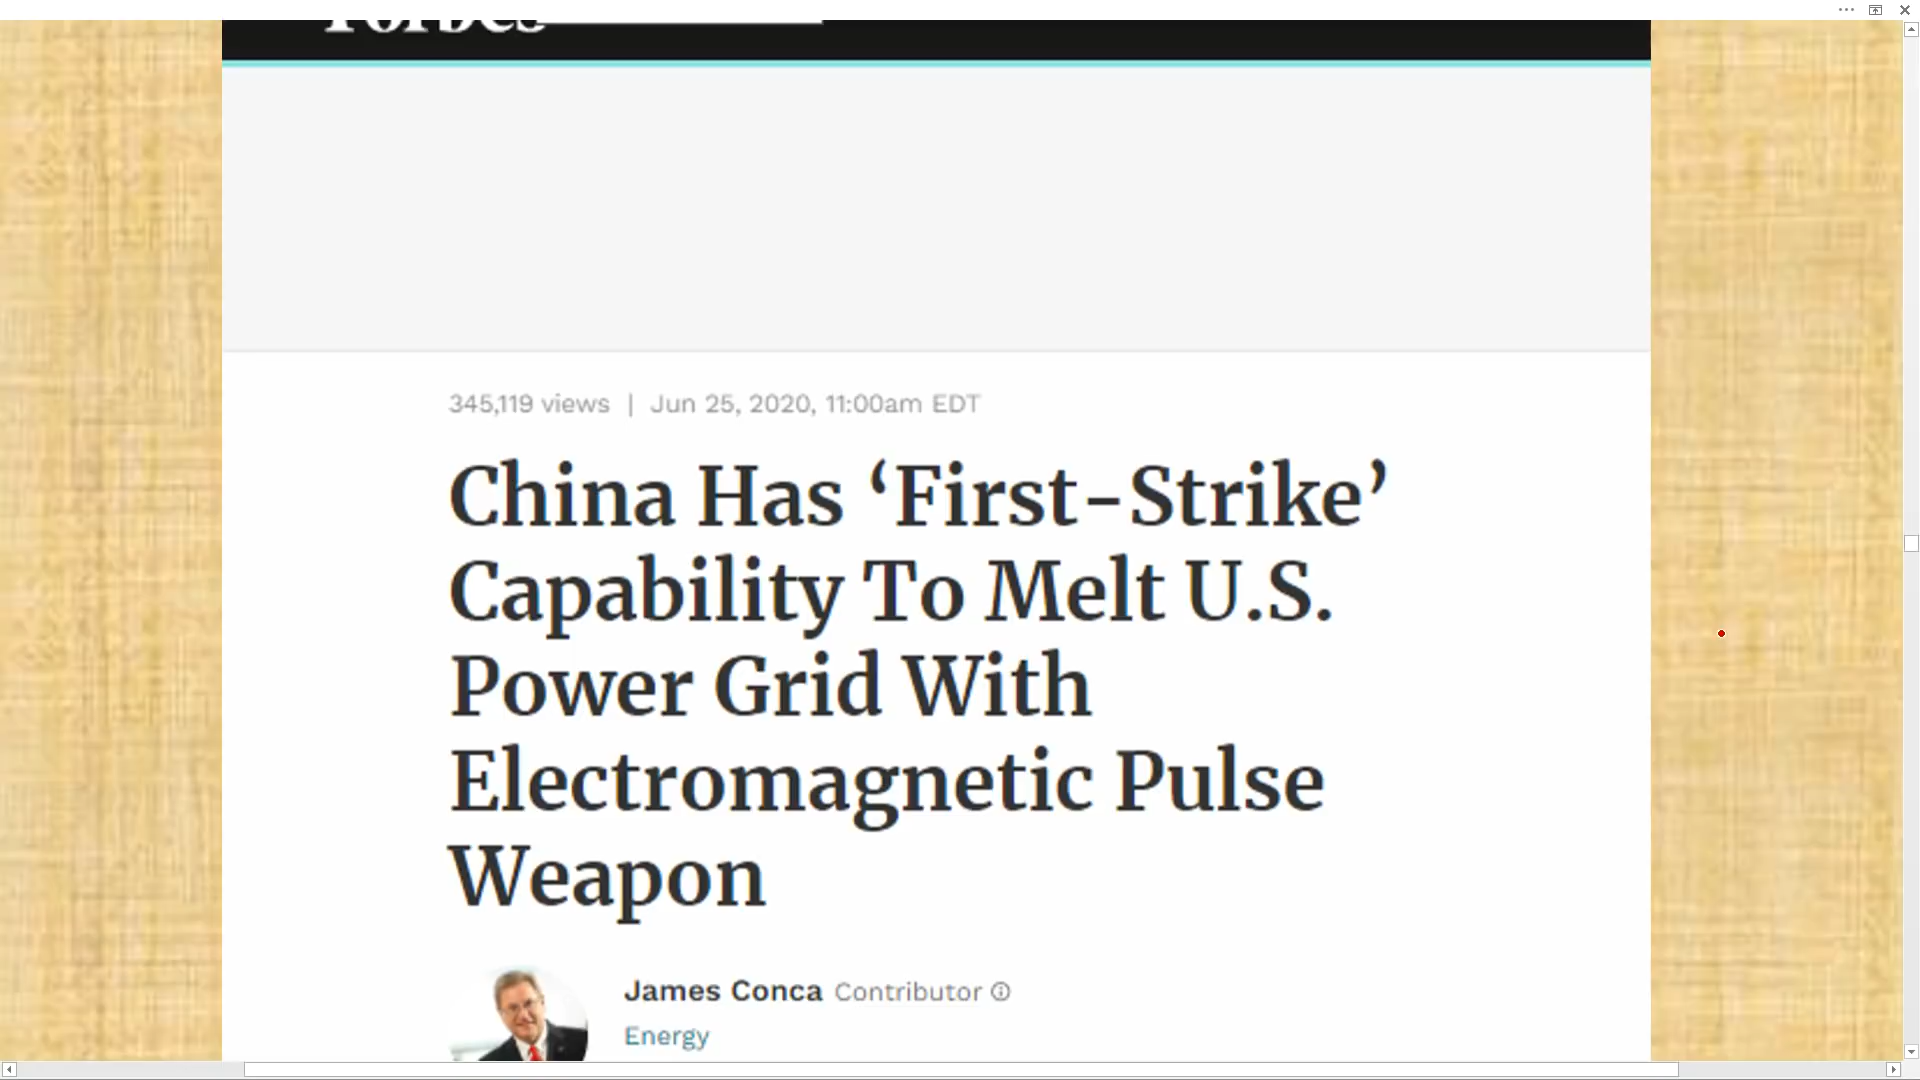 Forbes
345,119 views | Jun 25, 2020, 11:00am EDT
China Has ‘First-Strike’
Capability To Melt U.S.
Power Grid With
Electromagnetic Pulse
Weapon
James Conca Contributor
Energy